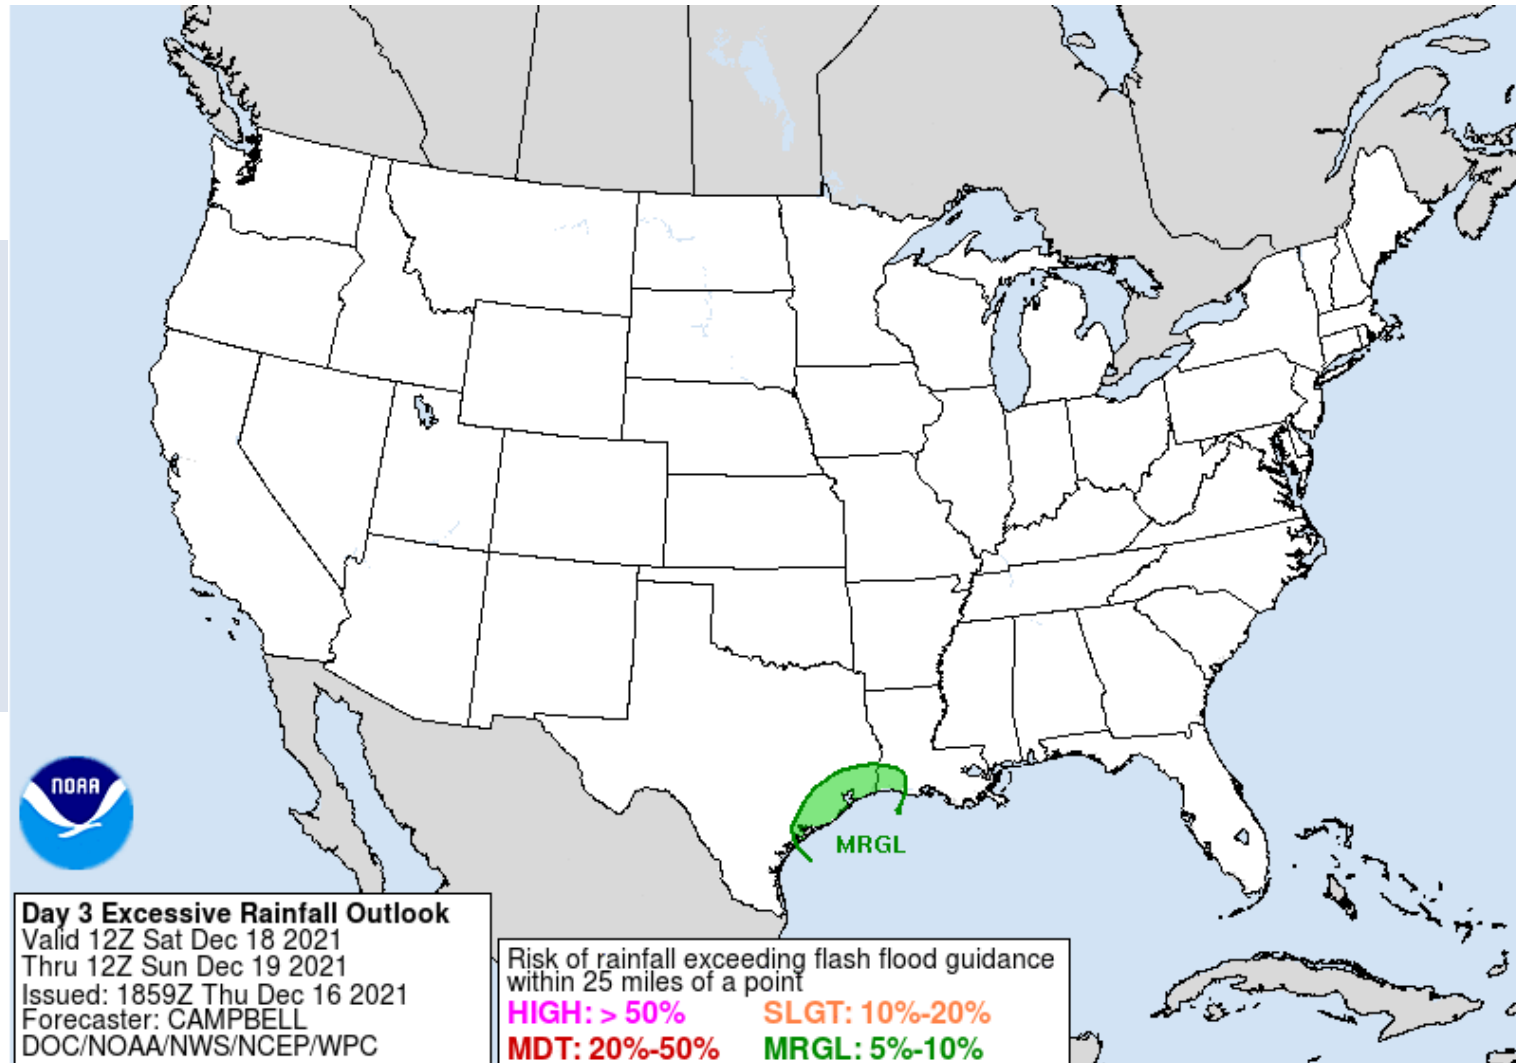 MRGL
NOAA
Day 3 Excessive Rainfall Outlook
Valid 12Z Sat Dec 18 2021
Thru 12Z Sun Dec 19 2021
Issued: 1859Z Thu Dec 16 2021
Forecaster: CAMPBELL
DOC/NOAA/NWS/NCEP/WPC
Risk of rainfall exceeding flash flood guidance
within 25 miles of a point
HIGH: > 50% SLGT: 10%-20%
MDT: 20%-50% MRGL: 5%-10%